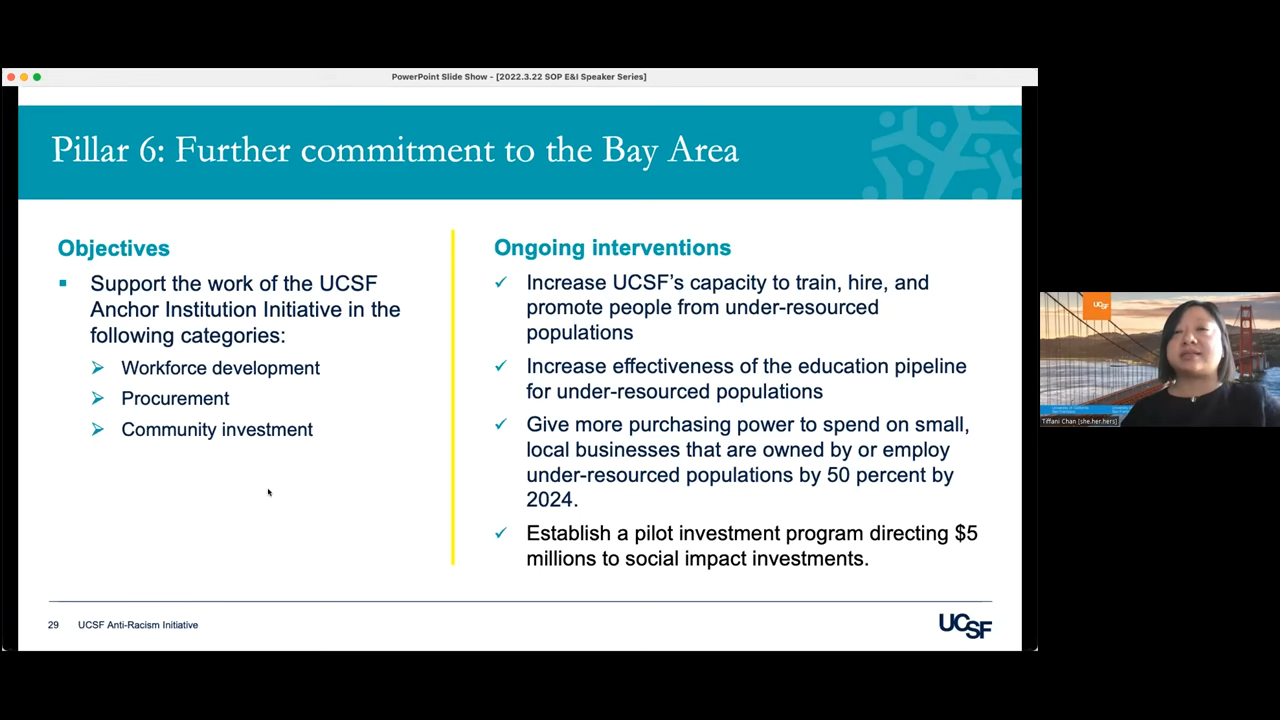 PowerPoint Slide Show - [2022.3.22 SOP E&I Speaker Series]
Pillar 6: Further commitment to the Bay Area
Objectives
Support the work of the UCSF
Anchor Institution Initiative in the
following categories:
Workforce development
Procurement
Community investment
Ongoing interventions
Increase UCSF's capacity to train, hire, and
promote people from under-resourced
populations
Increase effectiveness of the education pipeline
for under-resourced populations
Give more purchasing power to spend on small,
local businesses that are owned by or employ
under-resourced populations by 50 percent by
2024.
Establish a pilot investment program directing $5
millions to social impact investments.
29 UCSF Anti-Racism Initiative
UCSF
UCSF
Tiffani Chan (she.her.hers)